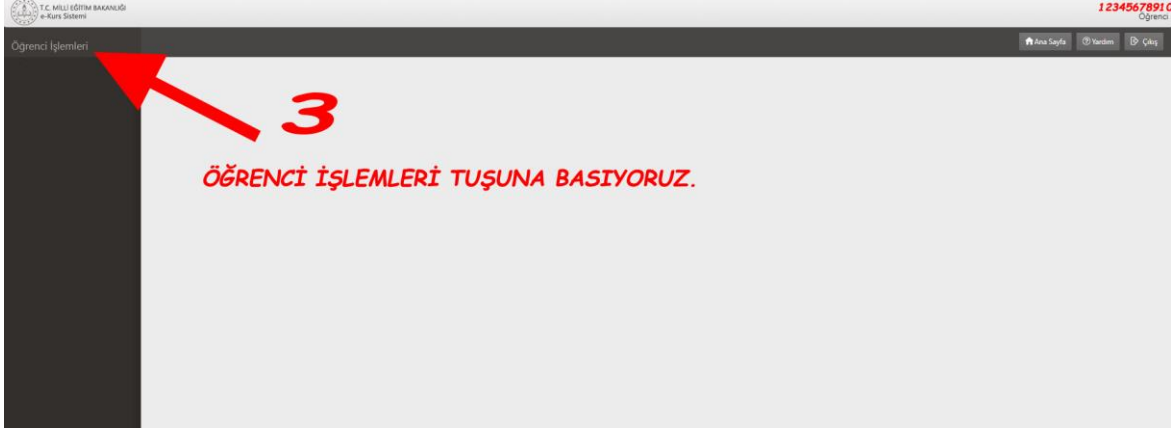 T.C. MİLLİ EĞİTİM BAKANLIĞI
e-Kurs Sistemi
12345678910
Öğrenci
Öğrenci İşlemleri
Ana Sayfa
Yardım
Çıkış
3
ÖĞRENCİ İŞLEMLERİ TUŞUNA BASIYORUZ.